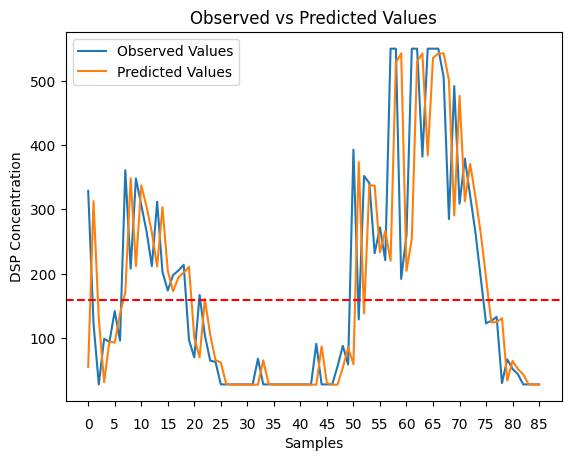 Observed vs Predicted Values
Observed Values
Predicted Values
DSP Concentration
500
400
300
200
100
0 5 10 15 20 25 30 35 40 45 50 55 60 65 70 75 80 85
Samples